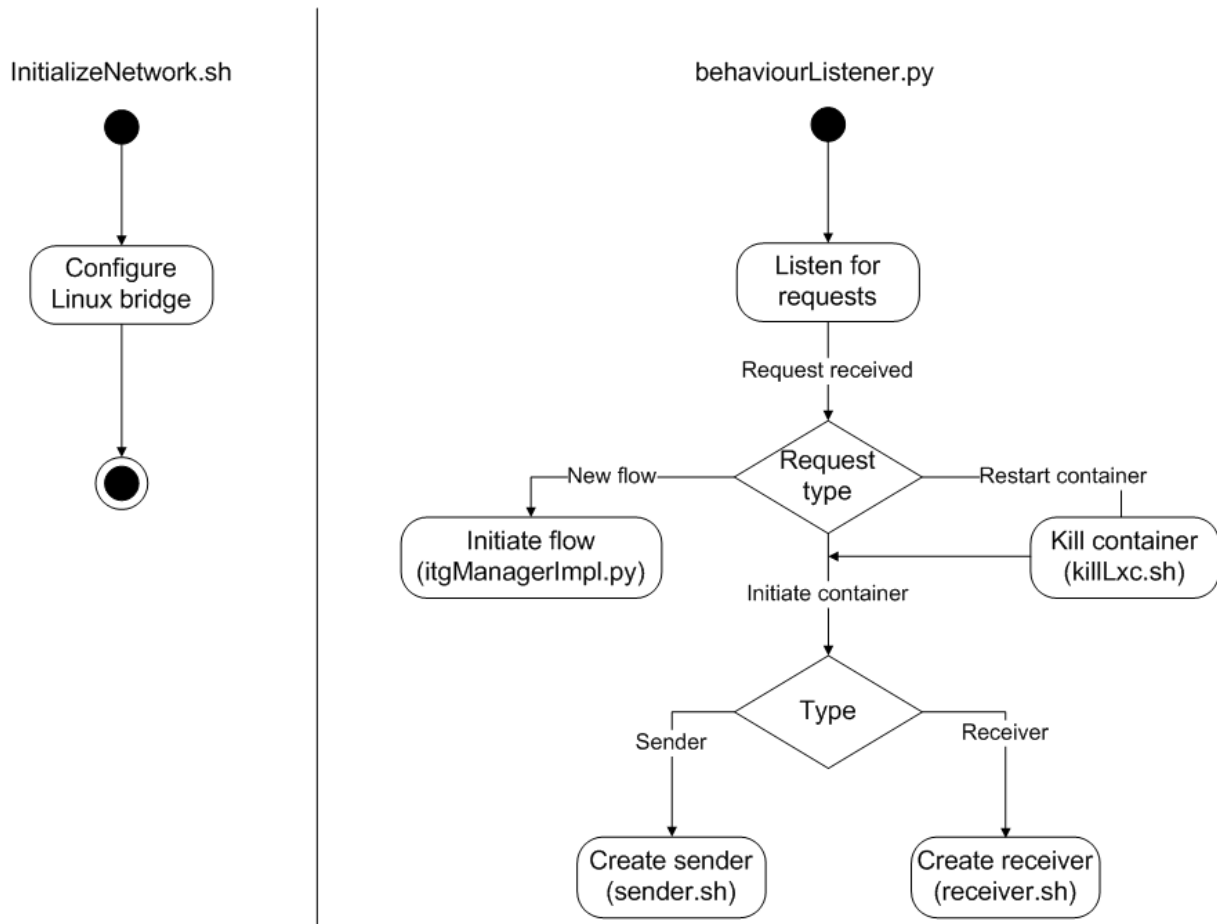 InitializeNetwork.sh
Configure
Linux bridge
behaviourListener.py
Listen for
requests
Request received
Request
type
New flow
Restart container
Initiate flow
(itgManagerImpl.py)
Kill container
(killLxc.sh)
Initiate container
Type
Sender
Receiver
Create sender
(sender.sh)
Create receiver
(receiver.sh)